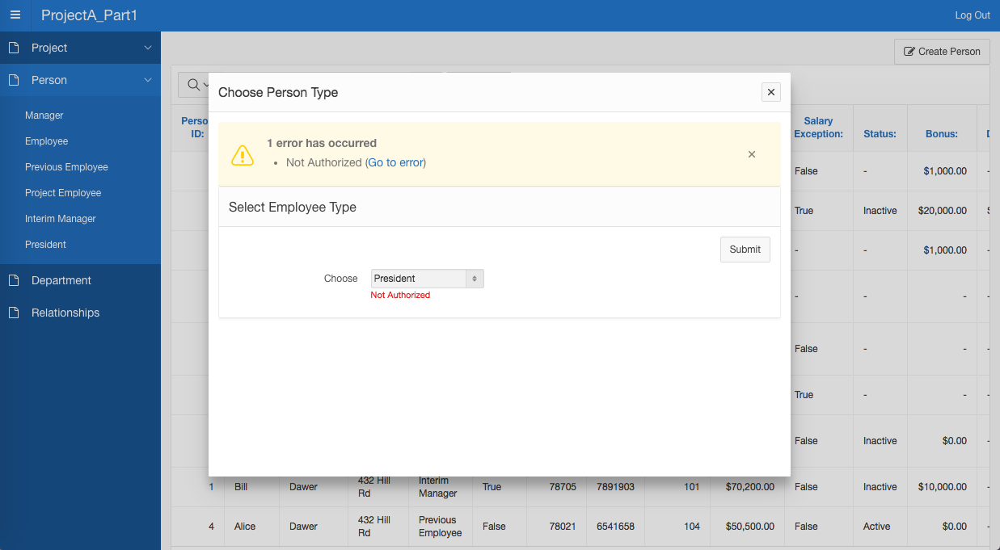 ProjectA_Part1
Log Out
Project
Person
Manager
Employee
Previous Employee
Project Employee
Interim Manager
President
Department
Relationships
Create Person
Choose Person Type
1 error has occurred
Not Authorized (Go to error)
Select Employee Type
Submit
Choose President
Not Authorized
ID:
Salary
Exception: Status: Bonus:
False - $1,000.00 -
True Inactive $20,000.00
- - $1,000.00 -
- - - -
False - - -
True - - -
False Inactive $0.00 -
1 Bill Dawer 432 Hill Rd Interim Manager True 78705 7891903 101 $70,200.00 False Inactive $10,000.00 -
4 Alice Dawer 432 Hill Rd Previous Employee False 78021 6541658 104 $50,500.00 False Active $0.00 -